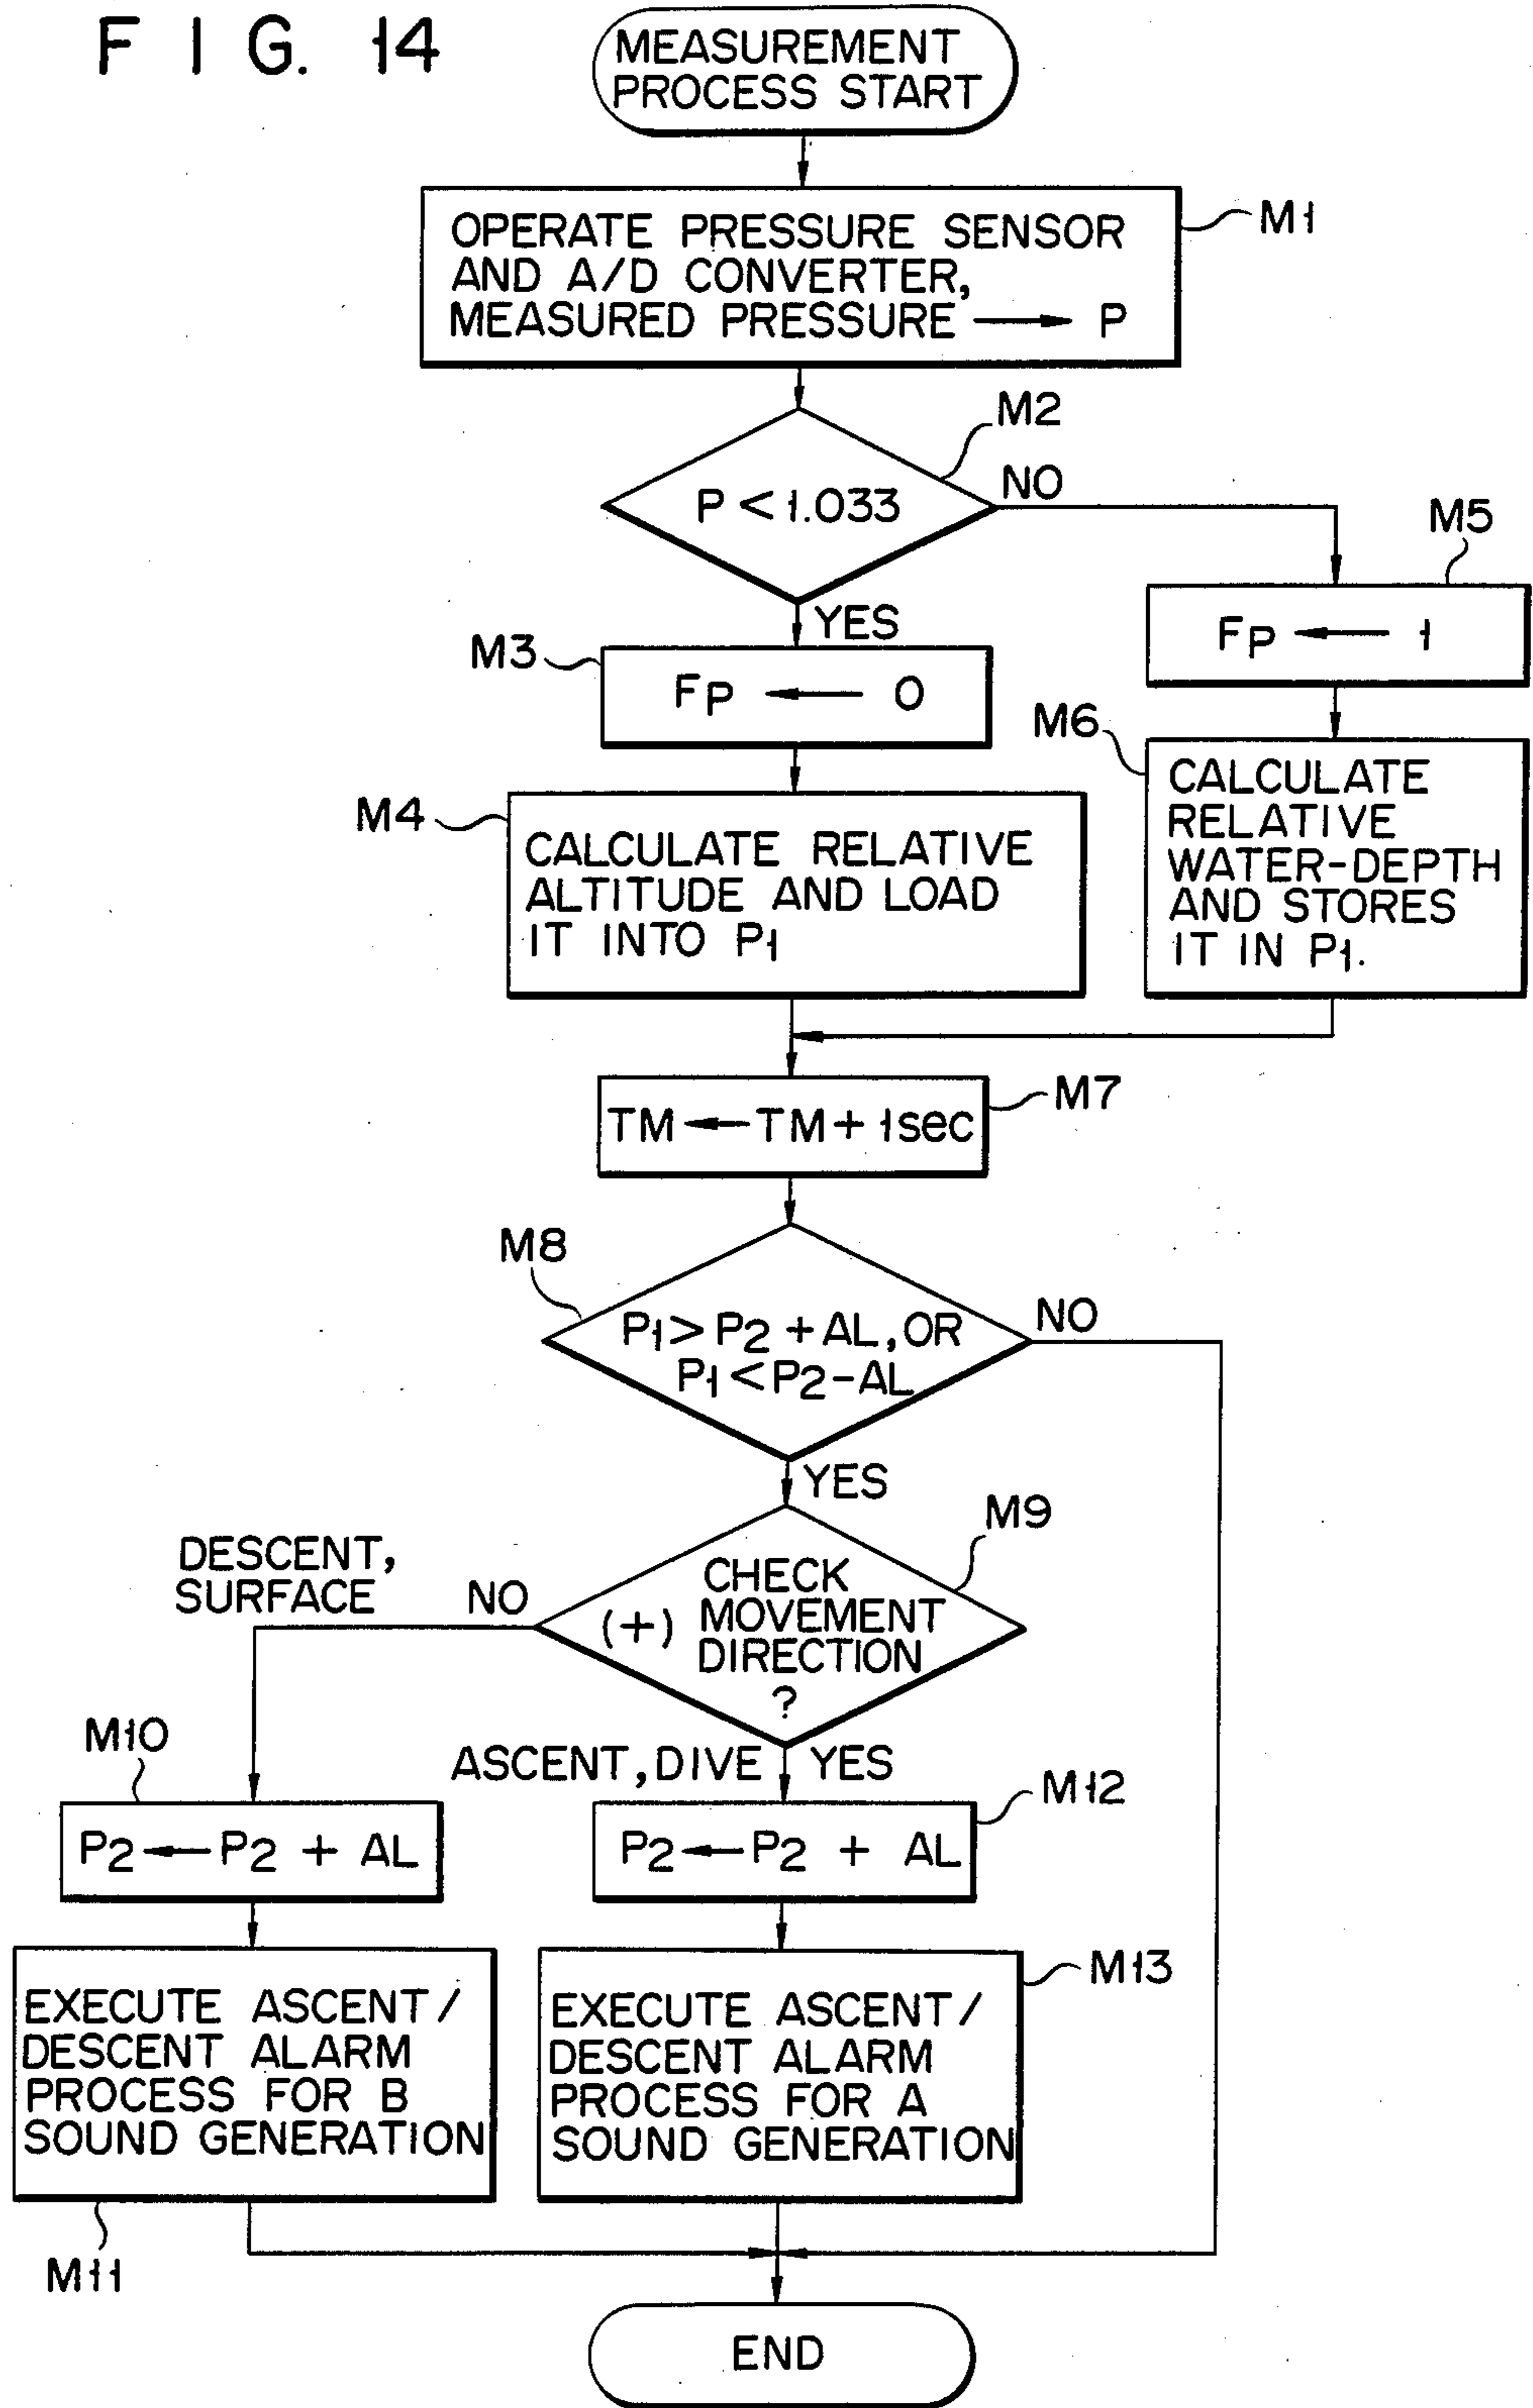 FIG. 14
MEASUREMENT
PROCESS START
OPERATE PRESSURE SENSOR
AND A/D CONVERTER,
MEASURED PRESSURE → P
M1
M2
P < 1.033
NO
YES
M5
FP ← 1
M3
FP ← 0
M6
CALCULATE
RELATIVE
WATER-DEPTH
AND STORES
IT IN P1.
M4
CALCULATE RELATIVE
ALTITUDE AND LOAD
IT INTO P1
TM ← TM + 1sec
M7
M8
P1 > P2 + AL, OR
P1 < P2 - AL
NO
YES
M9
CHECK
(+) MOVEMENT
DIRECTION
?
DESCENT,
SURFACE
NO
ASCENT, DIVE YES
M10
P2 ← P2 + AL
M12
P2 ← P2 + AL
EXECUTE ASCENT/
DESCENT ALARM
PROCESS FOR B
SOUND GENERATION
M11
EXECUTE ASCENT/
DESCENT ALARM
PROCESS FOR A
SOUND GENERATION
M13
END